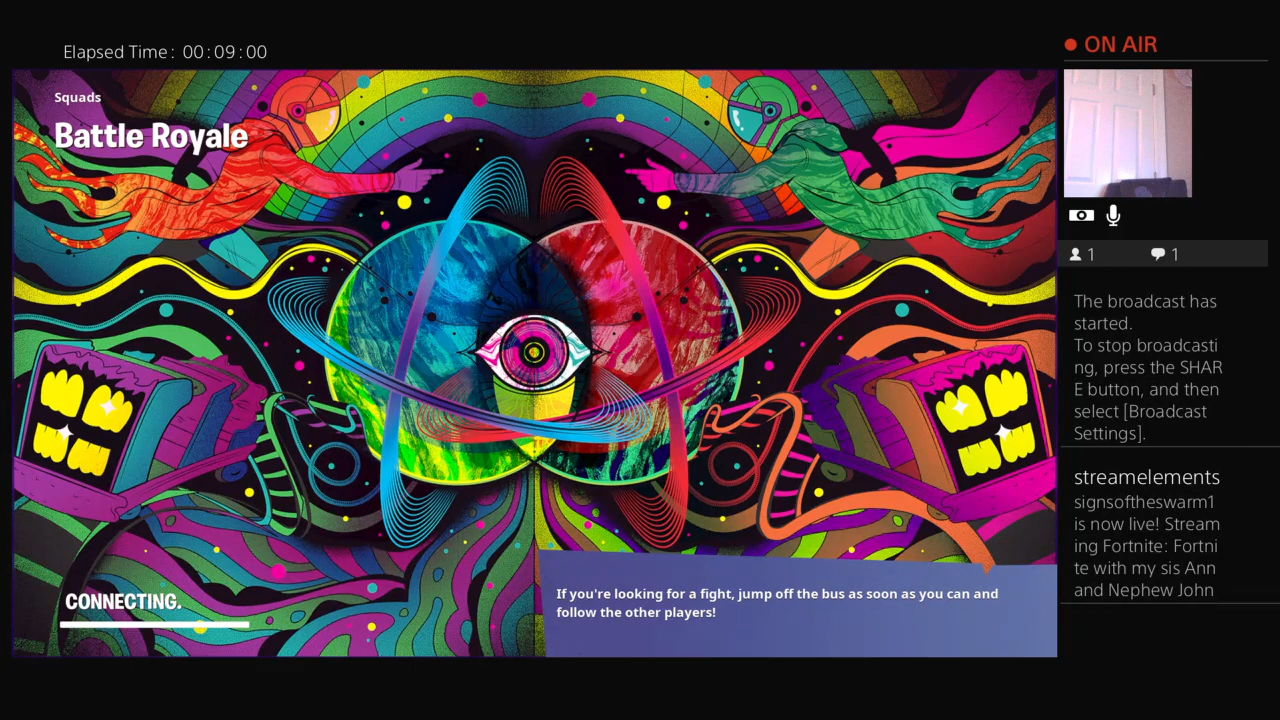 Elapsed Time: 00:09:00
ON AIR
Squads
Battle Royale
1
1
The broadcast has
started.
To stop broadcasti
ng, press the SHAR
E button, and then
select [Broadcast
Settings].
streamelements
signsoftheswarm1
is now live! Stream
ing Fortnite: Fortni
te with my sis Ann
and Nephew John
CONNECTING.
If you're looking for a fight, jump off the bus as soon as you can and
follow the other players!